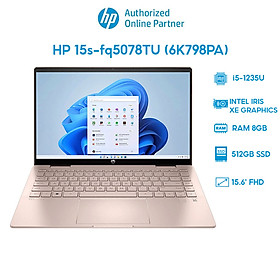 hp
Authorized
Online Partner
HP 15s-fq5078TU (6K798PA)
i5-1235U
INTEL IRIS
XE GRAPHICS
RAM 8GB
512GB SSD
15.6' FHD